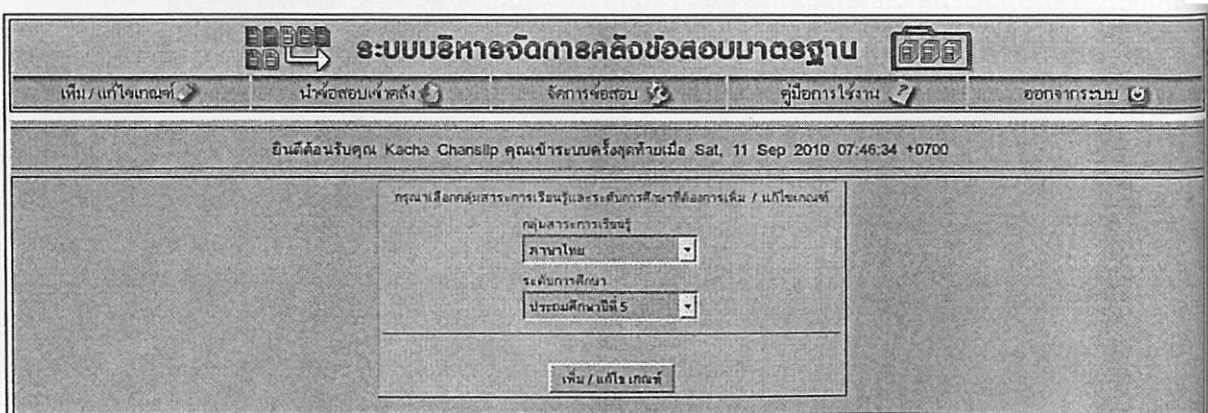 ระบบบริหารจัดการคลังข้อสอบมาตรฐาน
เพิ่ม / แก้ไขเกณฑ์ นำข้อสอบเข้าคลัง จัดการข้อสอบ คู่มือการใช้งาน ออกจากระบบ
ยินดีต้อนรับคุณ Kacha Chansilp คุณเข้าระบบครั้งสุดท้ายเมื่อ Sat, 11 Sep 2010 07:46:34 +0700
กรุณาเลือกกลุ่มสาระการเรียนรู้และระดับการศึกษาที่ต้องการเพิ่ม / แก้ไขเกณฑ์
กลุ่มสาระการเรียนรู้
ภาษาไทย
ระดับการศึกษา
ประถมศึกษาปีที่ 5
เพิ่ม / แก้ไข เกณฑ์